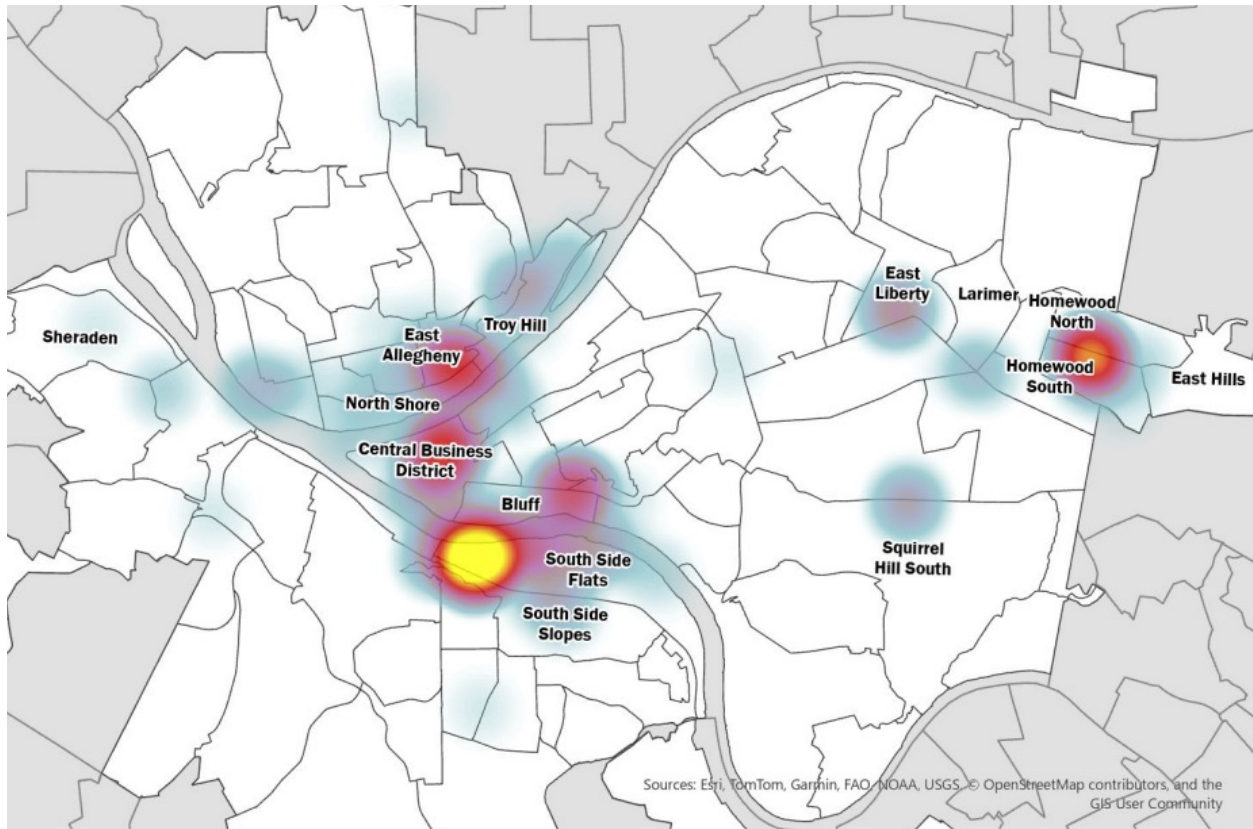 East
Liberty
Larimer
Homewood
North
Troy Hill
Sheraden
East
Allegheny
Homewood
South
East Hills
North Shore
Central Business
District
Bluff
South Side
Flats
Squirrel
Hill South
South Side
Slopes
Sources: Esri, TomTom, Garmin, FAO, NOAA, USGS, © OpenStreetMap contributors, and the
GIS User Community